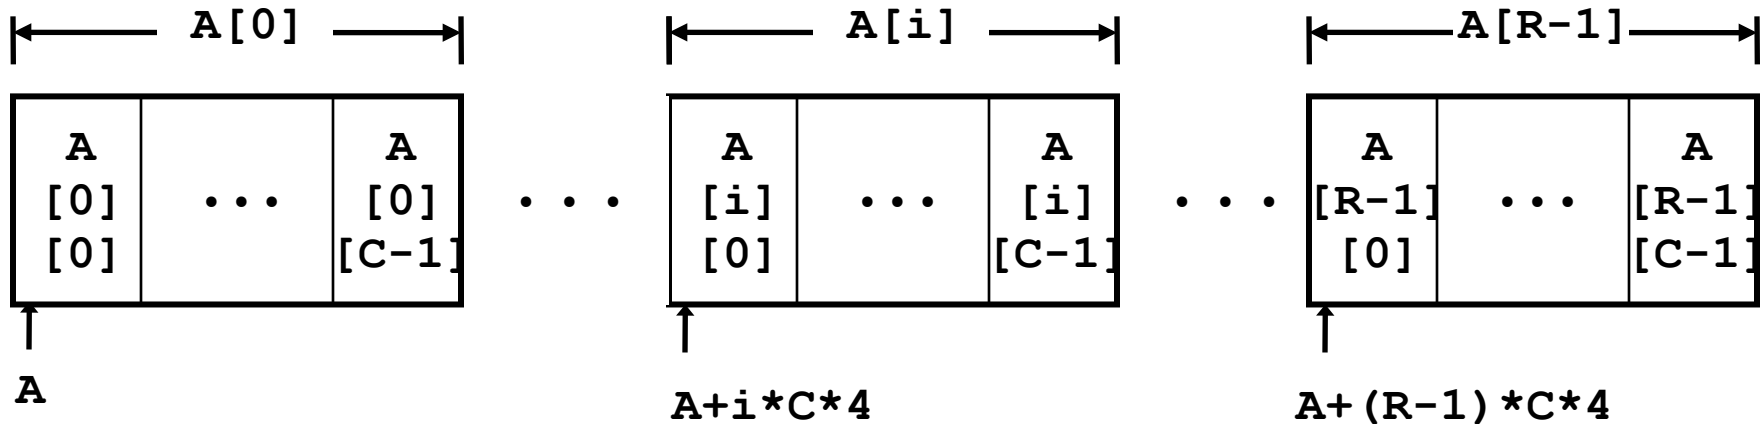 A[0] A[i] A[R-1]
A A A A A A
[0] ••• [0] • • • [i] ••• [i] • • • [R-1] ••• [R-1]
[0] [C-1] [0] [C-1] [0] [C-1]
A A+i*C*4 A+(R-1)*C*4